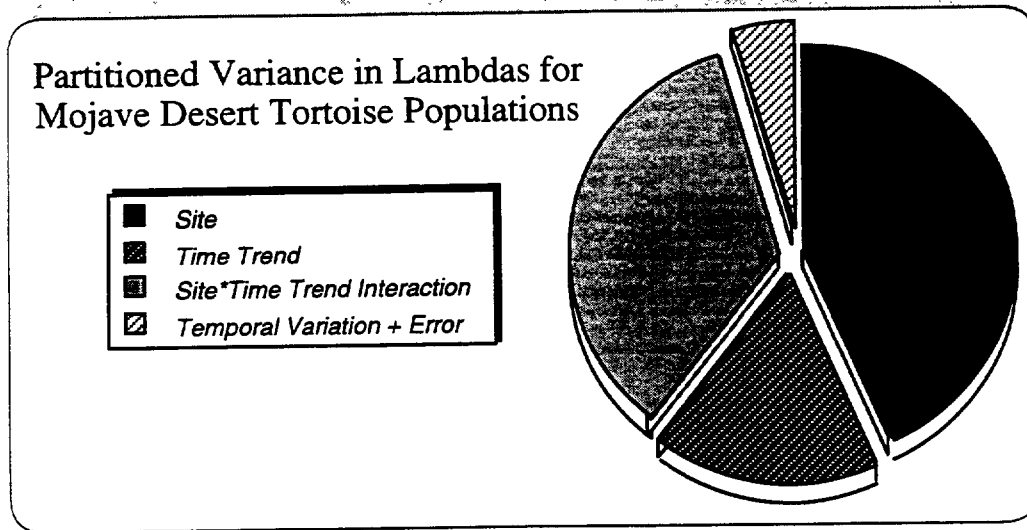 Partitioned Variance in Lambdas for
Mojave Desert Tortoise Populations
Site
Time Trend
Site*Time Trend Interaction
Temporal Variation + Error